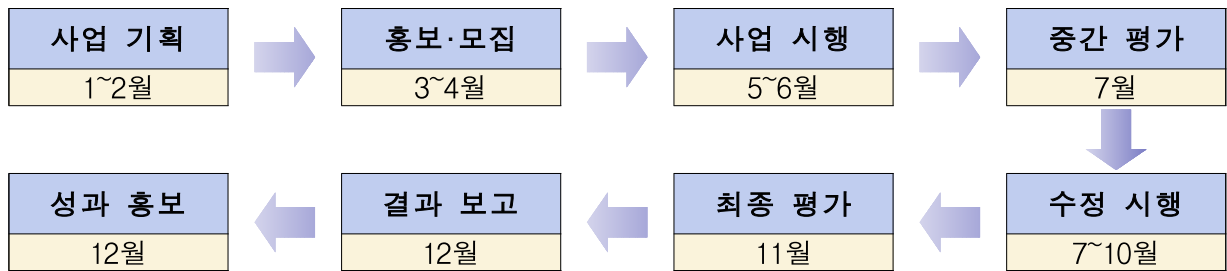 사업 기획
1~2월
홍보·모집
3~4월
사업 시행
5~6월
중간 평가
7월
수정 시행
7~10월
최종 평가
11월
결과 보고
12월
성과 홍보
12월